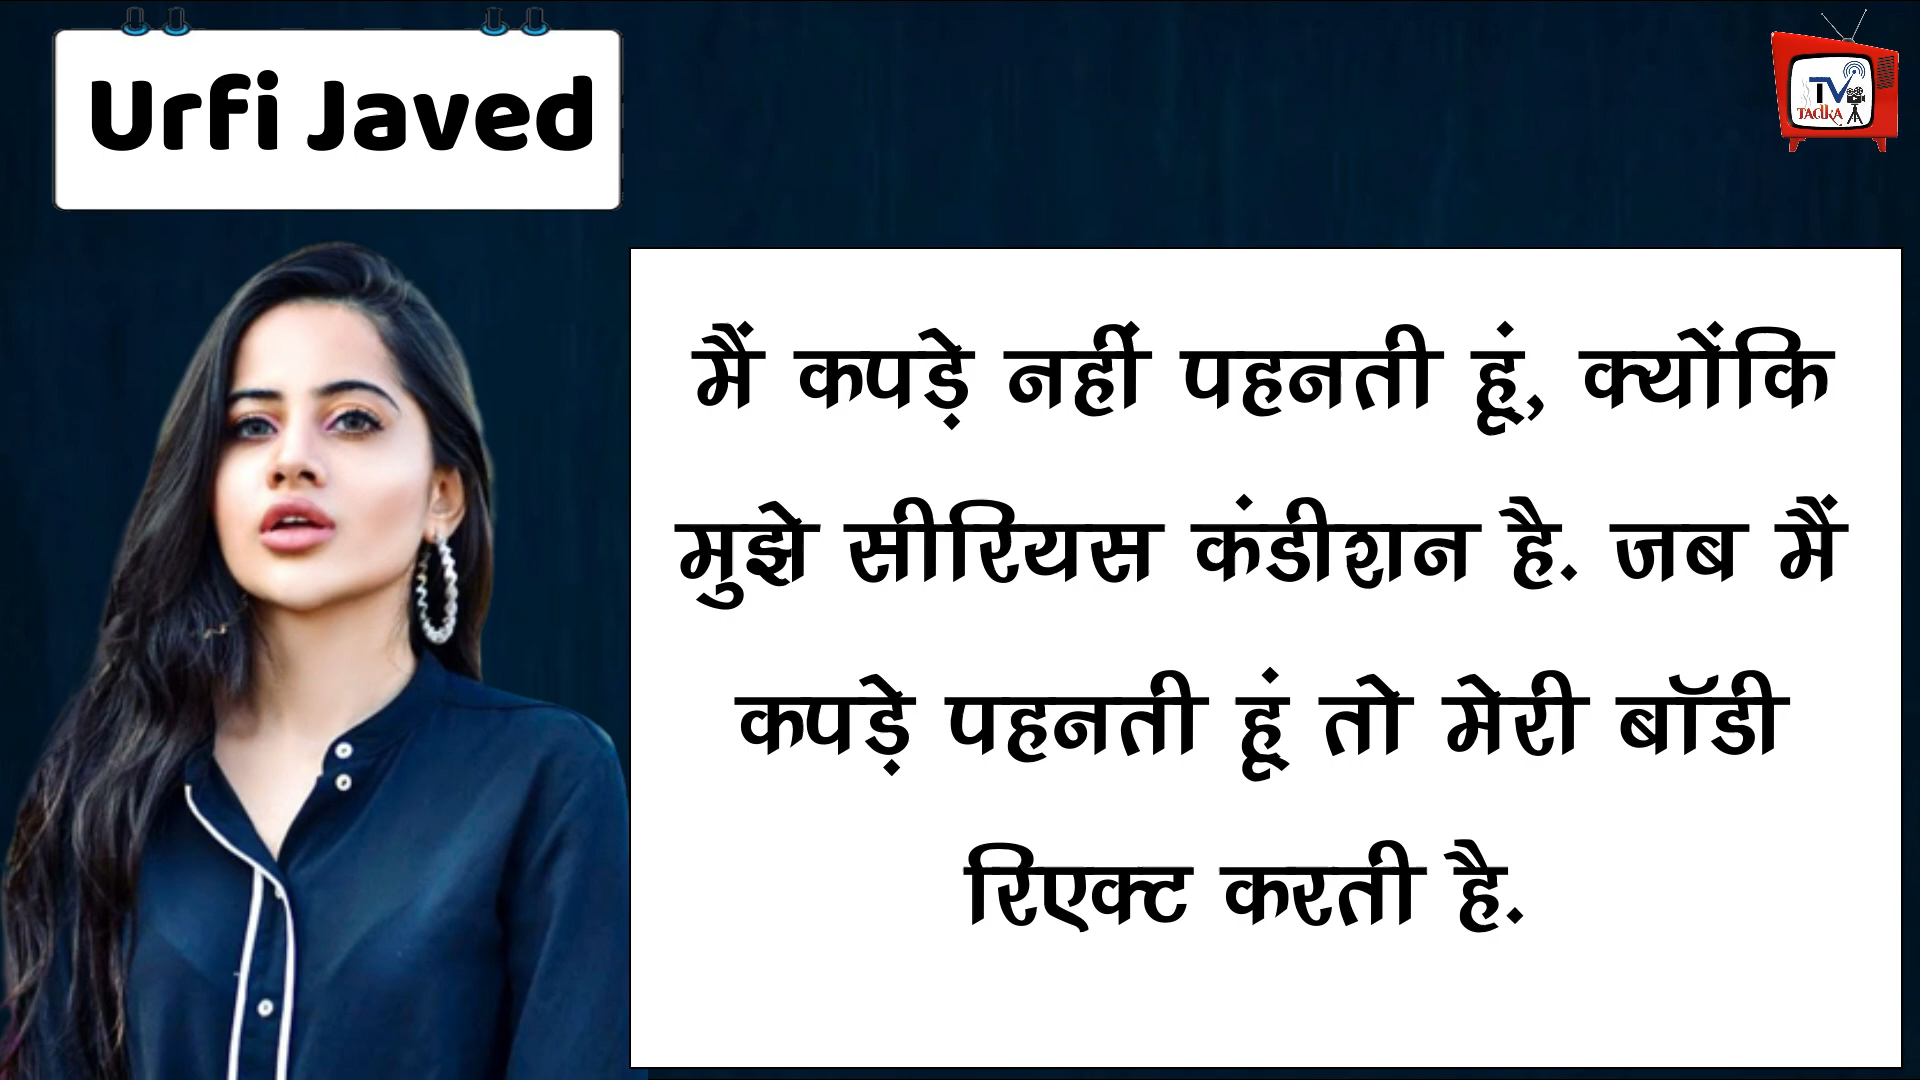 Urfi Javed
TV
TADKA
मैं कपड़े नहीं पहनती हूं, क्योंकि
मुझे सीरियस कंडीशन है. जब मैं
कपड़े पहनती हूं तो मेरी बॉडी
रिएक्ट करती है.